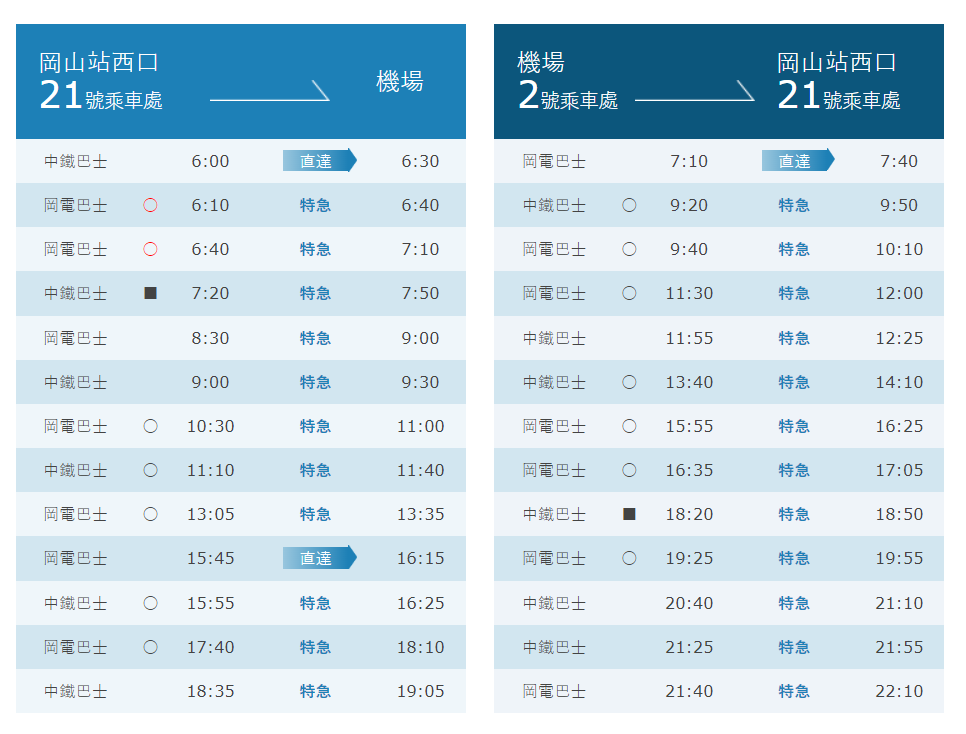 岡山站西口
21號乘車處
機場
中鐵巴士 6:00 直達 6:30
岡電巴士 ○ 6:10 特急 6:40
岡電巴士 ○ 6:40 特急 7:10
中鐵巴士 ■ 7:20 特急 7:50
岡電巴士 8:30 特急 9:00
中鐵巴士 9:00 特急 9:30
岡電巴士 ○ 10:30 特急 11:00
中鐵巴士 ○ 11:10 特急 11:40
岡電巴士 ○ 13:05 特急 13:35
岡電巴士 15:45 直達 16:15
中鐵巴士 ○ 15:55 特急 16:25
岡電巴士 ○ 17:40 特急 18:10
中鐵巴士 18:35 特急 19:05
機場
2號乘車處
岡山站西口
21號乘車處
岡電巴士 7:10 直達 7:40
中鐵巴士 ○ 9:20 特急 9:50
岡電巴士 ○ 9:40 特急 10:10
岡電巴士 ○ 11:30 特急 12:00
中鐵巴士 11:55 特急 12:25
中鐵巴士 ○ 13:40 特急 14:10
岡電巴士 ○ 15:55 特急 16:25
岡電巴士 ○ 16:35 特急 17:05
中鐵巴士 ■ 18:20 特急 18:50
岡電巴士 ○ 19:25 特急 19:55
中鐵巴士 20:40 特急 21:10
中鐵巴士 21:25 特急 21:55
岡電巴士 21:40 特急 22:10